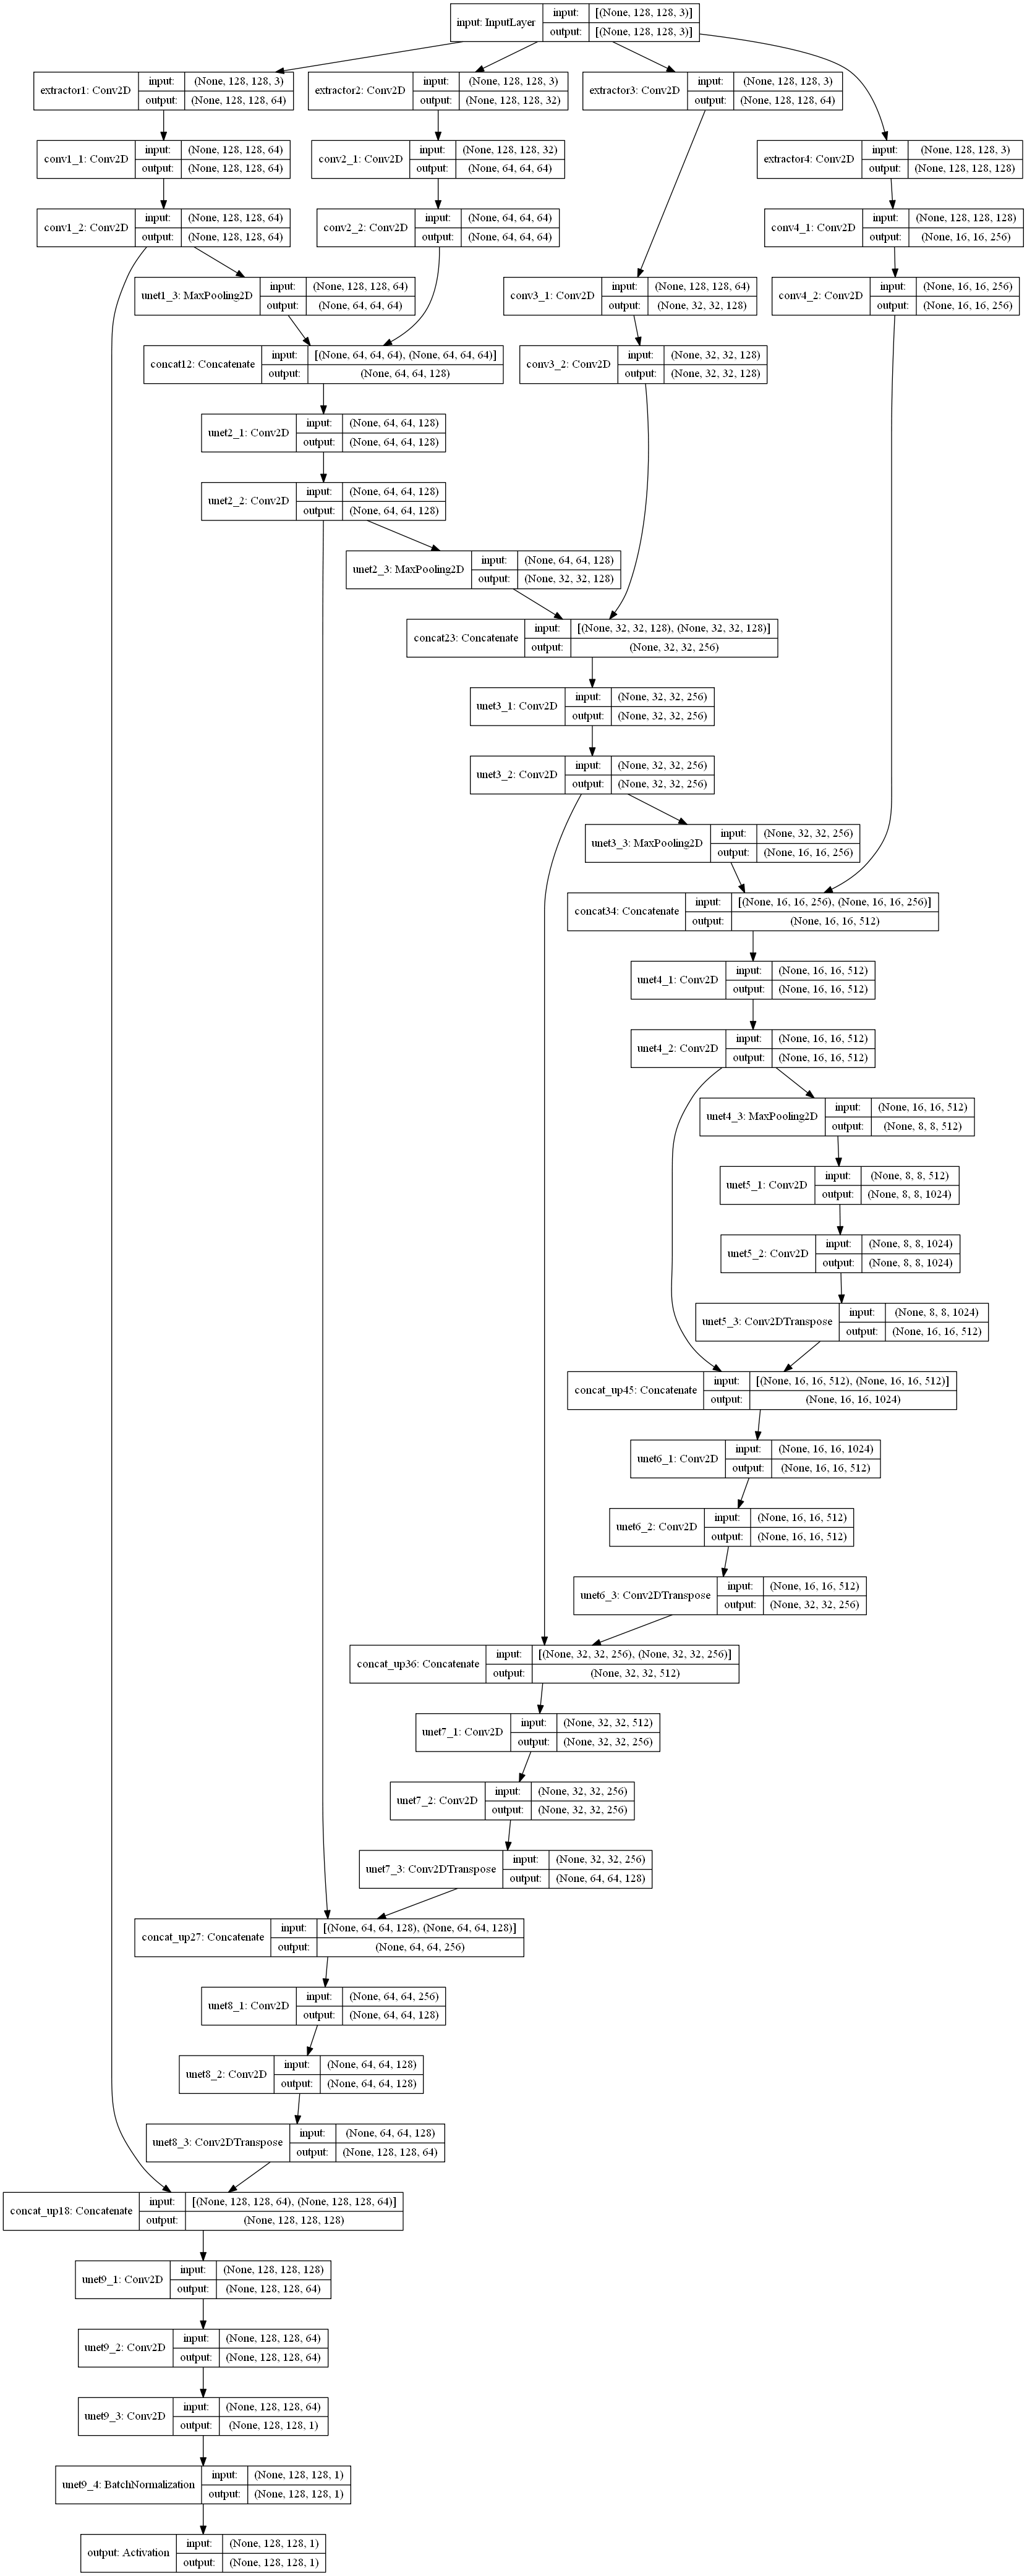 input: InputLayer input: [(None, 128, 128, 3)]
output: [(None, 128, 128, 3)]
extractor1: Conv2D input: (None, 128, 128, 3)
output: (None, 128, 128, 64)
extractor2: Conv2D input: (None, 128, 128, 3)
output: (None, 128, 128, 32)
extractor3: Conv2D input: (None, 128, 128, 3)
output: (None, 128, 128, 64)
conv1_1: Conv2D input: (None, 128, 128, 64)
output: (None, 128, 128, 64)
conv2_1: Conv2D input: (None, 128, 128, 32)
output: (None, 64, 64, 64)
extractor4: Conv2D input: (None, 128, 128, 3)
output: (None, 128, 128, 128)
conv1_2: Conv2D input: (None, 128, 128, 64)
output: (None, 128, 128, 64)
conv2_2: Conv2D input: (None, 64, 64, 64)
output: (None, 64, 64, 64)
conv4_1: Conv2D input: (None, 128, 128, 128)
output: (None, 16, 16, 256)
unet1_3: MaxPooling2D input: (None, 128, 128, 64)
output: (None, 64, 64, 64)
conv3_1: Conv2D input: (None, 128, 128, 64)
output: (None, 32, 32, 128)
conv4_2: Conv2D input: (None, 16, 16, 256)
output: (None, 16, 16, 256)
concat12: Concatenate input: [(None, 64, 64, 64), (None, 64, 64, 64)]
output: (None, 64, 64, 128)
conv3_2: Conv2D input: (None, 32, 32, 128)
output: (None, 32, 32, 128)
unet2_1: Conv2D input: (None, 64, 64, 128)
output: (None, 64, 64, 128)
unet2_2: Conv2D input: (None, 64, 64, 128)
output: (None, 64, 64, 128)
unet2_3: MaxPooling2D input: (None, 64, 64, 128)
output: (None, 32, 32, 128)
concat23: Concatenate input: [(None, 32, 32, 128), (None, 32, 32, 128)]
output: (None, 32, 32, 256)
unet3_1: Conv2D input: (None, 32, 32, 256)
output: (None, 32, 32, 256)
unet3_2: Conv2D input: (None, 32, 32, 256)
output: (None, 32, 32, 256)
unet3_3: MaxPooling2D input: (None, 32, 32, 256)
output: (None, 16, 16, 256)
concat34: Concatenate input: [(None, 16, 16, 256), (None, 16, 16, 256)]
output: (None, 16, 16, 512)
unet4_1: Conv2D input: (None, 16, 16, 512)
output: (None, 16, 16, 512)
unet4_2: Conv2D input: (None, 16, 16, 512)
output: (None, 16, 16, 512)
unet4_3: MaxPooling2D input: (None, 16, 16, 512)
output: (None, 8, 8, 512)
unet5_1: Conv2D input: (None, 8, 8, 512)
output: (None, 8, 8, 1024)
unet5_2: Conv2D input: (None, 8, 8, 1024)
output: (None, 8, 8, 1024)
unet5_3: Conv2DTranspose input: (None, 8, 8, 1024)
output: (None, 16, 16, 512)
concat_up45: Concatenate input: [(None, 16, 16, 512), (None, 16, 16, 512)]
output: (None, 16, 16, 1024)
unet6_1: Conv2D input: (None, 16, 16, 1024)
output: (None, 16, 16, 512)
unet6_2: Conv2D input: (None, 16, 16, 512)
output: (None, 16, 16, 512)
unet6_3: Conv2DTranspose input: (None, 16, 16, 512)
output: (None, 32, 32, 256)
concat_up36: Concatenate input: [(None, 32, 32, 256), (None, 32, 32, 256)]
output: (None, 32, 32, 512)
unet7_1: Conv2D input: (None, 32, 32, 512)
output: (None, 32, 32, 256)
unet7_2: Conv2D input: (None, 32, 32, 256)
output: (None, 32, 32, 256)
unet7_3: Conv2DTranspose input: (None, 32, 32, 256)
output: (None, 64, 64, 128)
concat_up27: Concatenate input: [(None, 64, 64, 128), (None, 64, 64, 128)]
output: (None, 64, 64, 256)
unet8_1: Conv2D input: (None, 64, 64, 256)
output: (None, 64, 64, 128)
unet8_2: Conv2D input: (None, 64, 64, 128)
output: (None, 64, 64, 128)
unet8_3: Conv2DTranspose input: (None, 64, 64, 128)
output: (None, 128, 128, 64)
concat_up18: Concatenate input: [(None, 128, 128, 64), (None, 128, 128, 64)]
output: (None, 128, 128, 128)
unet9_1: Conv2D input: (None, 128, 128, 128)
output: (None, 128, 128, 64)
unet9_2: Conv2D input: (None, 128, 128, 64)
output: (None, 128, 128, 64)
unet9_3: Conv2D input: (None, 128, 128, 64)
output: (None, 128, 128, 1)
unet9_4: BatchNormalization input: (None, 128, 128, 1)
output: (None, 128, 128, 1)
output: Activation input: (None, 128, 128, 1)
output: (None, 128, 128, 1)